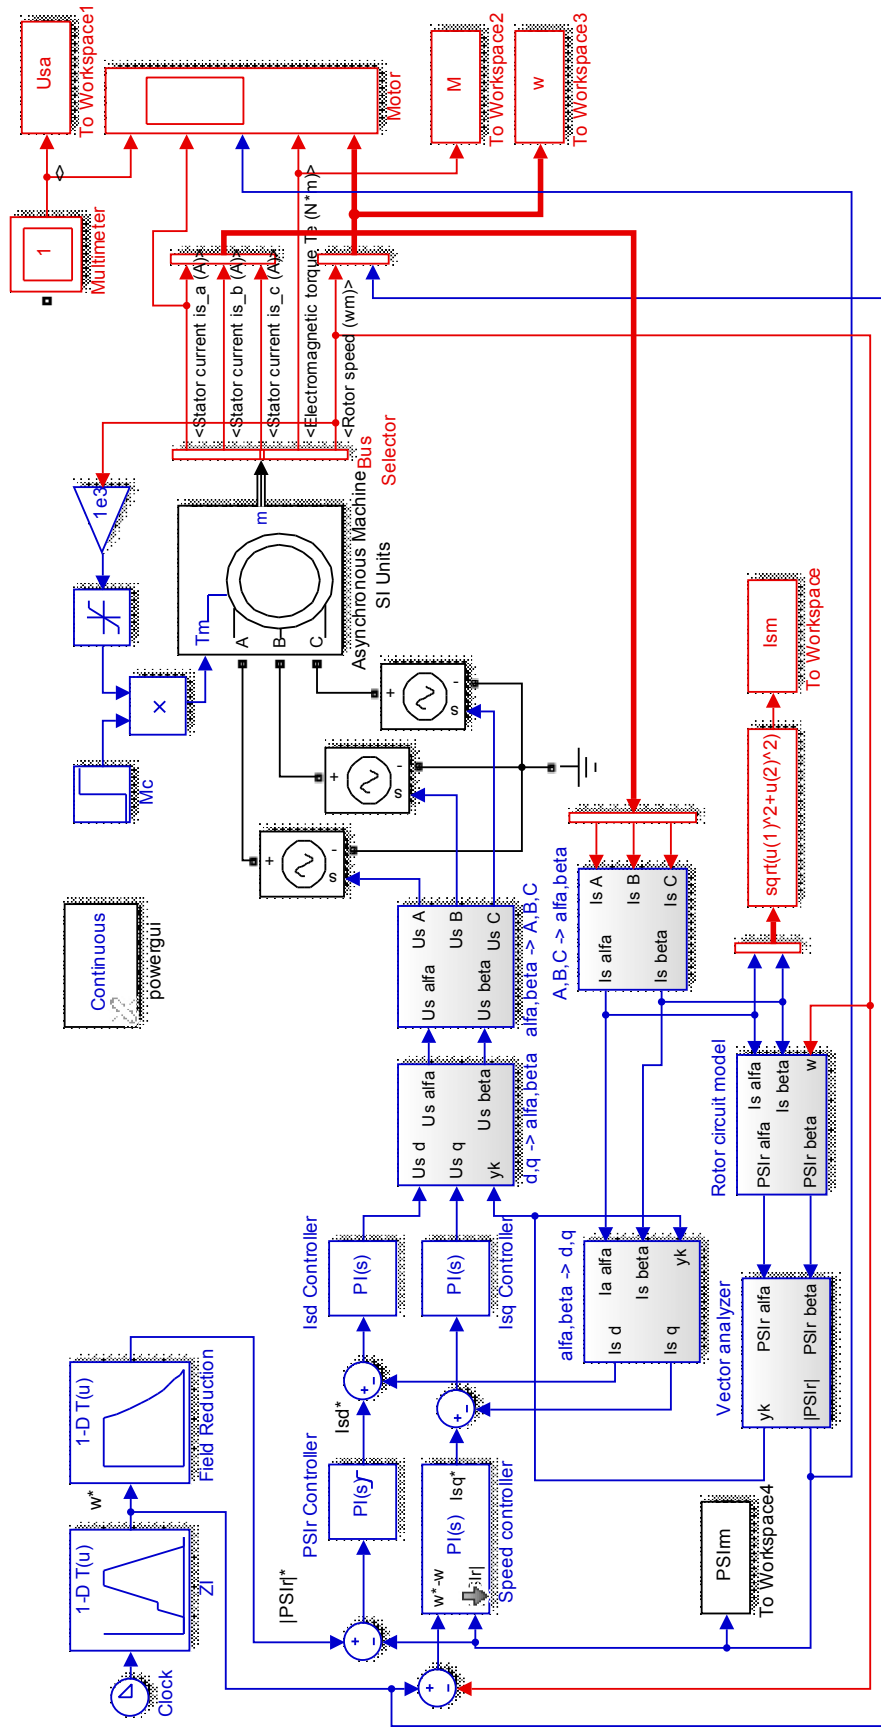 Clock
1-D T(u)
ZI
w*
1-D T(u)
Field Reduction
Continuous
powergui
Mc
×
1e3
1
Multimeter
<>
Usa
To Workspace1
|PSIr|*
+
-
PSIr Controller
PI(s)
Isd*
+
-
Isd Controller
PI(s)
+
-
w*-w
|
PI(s)
Isq*
Speed controller
+
-
PI(s)
Isq Controller
Us d
Us q
yk
Us alfa
Us beta
d,q -> alfa,beta
Us alfa
Us beta
Us A
Us B
Us C
alfa,beta -> A,B,C
s
+
-
s
+
-
s
+
-
Tm
A
B
C
m
Asynchronous Machine
SI Units
Bus
Selector
<Stator current is_a (A)>
<Stator current is_b (A)>
<Stator current is_c (A)>
<Electromagnetic torque Te (N*m)>
<Rotor speed (wm)>
Motor
M
To Workspace2
w
To Workspace3
alfa,beta -> d,q
Is d
Is q
Ia alfa
Is beta
yk
A,B,C -> alfa,beta
Is alfa
Is beta
Is A
Is B
Is C
PSIrm
To Workspace4
Vector analyzer
yk
|PSIr|
PSIr alfa
PSIr beta
Rotor circuit model
PSIr alfa
PSIr beta
Is alfa
Is beta
w
sqrt(u(1)^2+u(2)^2)
Ism
To Workspace